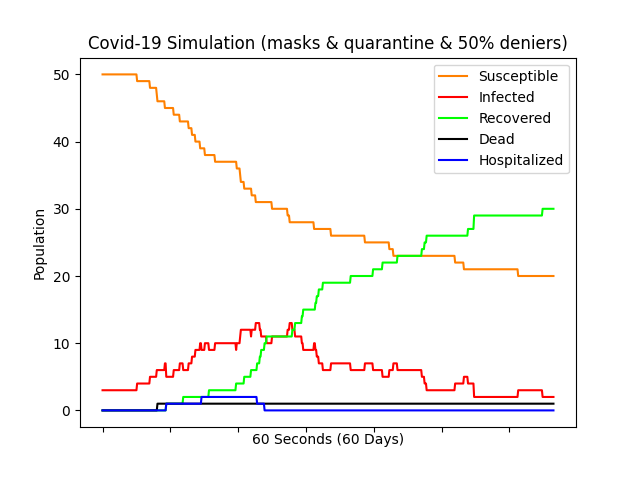 Covid-19 Simulation (masks & quarantine & 50% deniers)
50
40
30
20
10
0
Population
Susceptible
Infected
Recovered
Dead
Hospitalized
60 Seconds (60 Days)